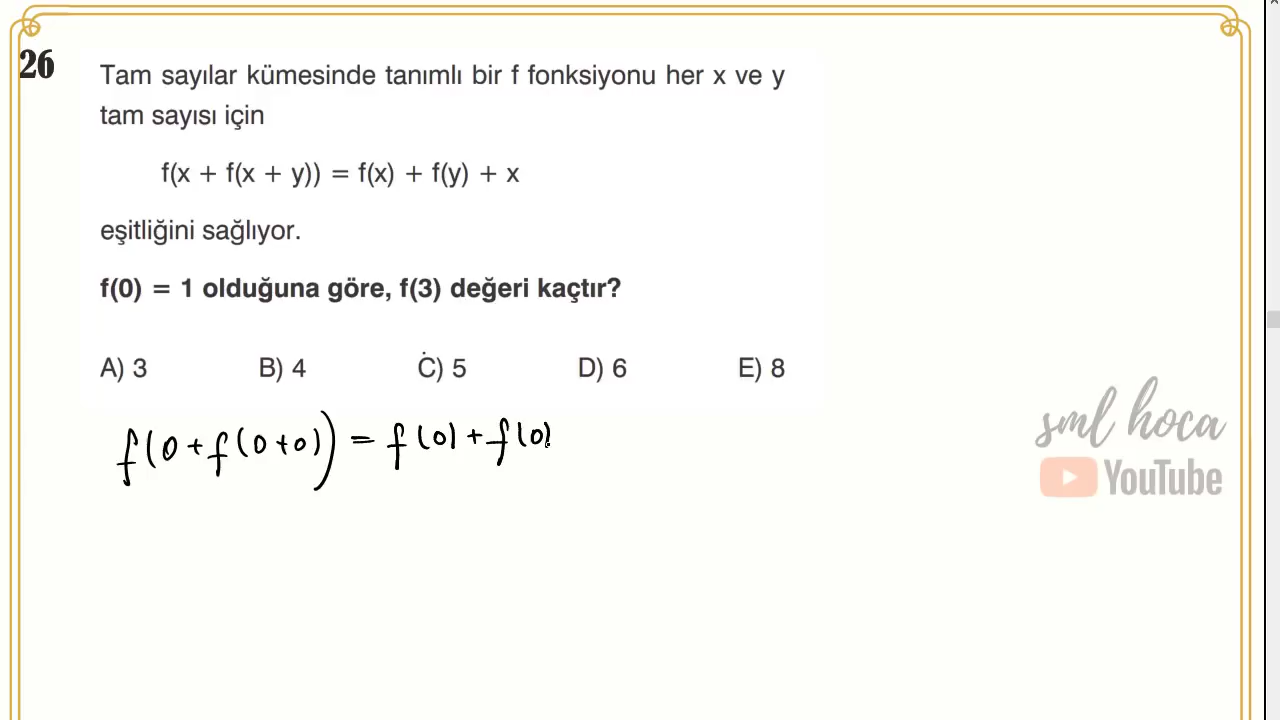 26
Tam sayılar kümesinde tanımlı bir f fonksiyonu her x ve y
tam sayısı için
f(x + f(x + y)) = f(x) + f(y) + x
eşitliğini sağlıyor.
f(0) = 1 olduğuna göre, f(3) değeri kaçtır?
A) 3 B) 4 C) 5 D) 6 E) 8
f(0+f(0+0)) = f(0)+f(0)
sml hoca
YouTube